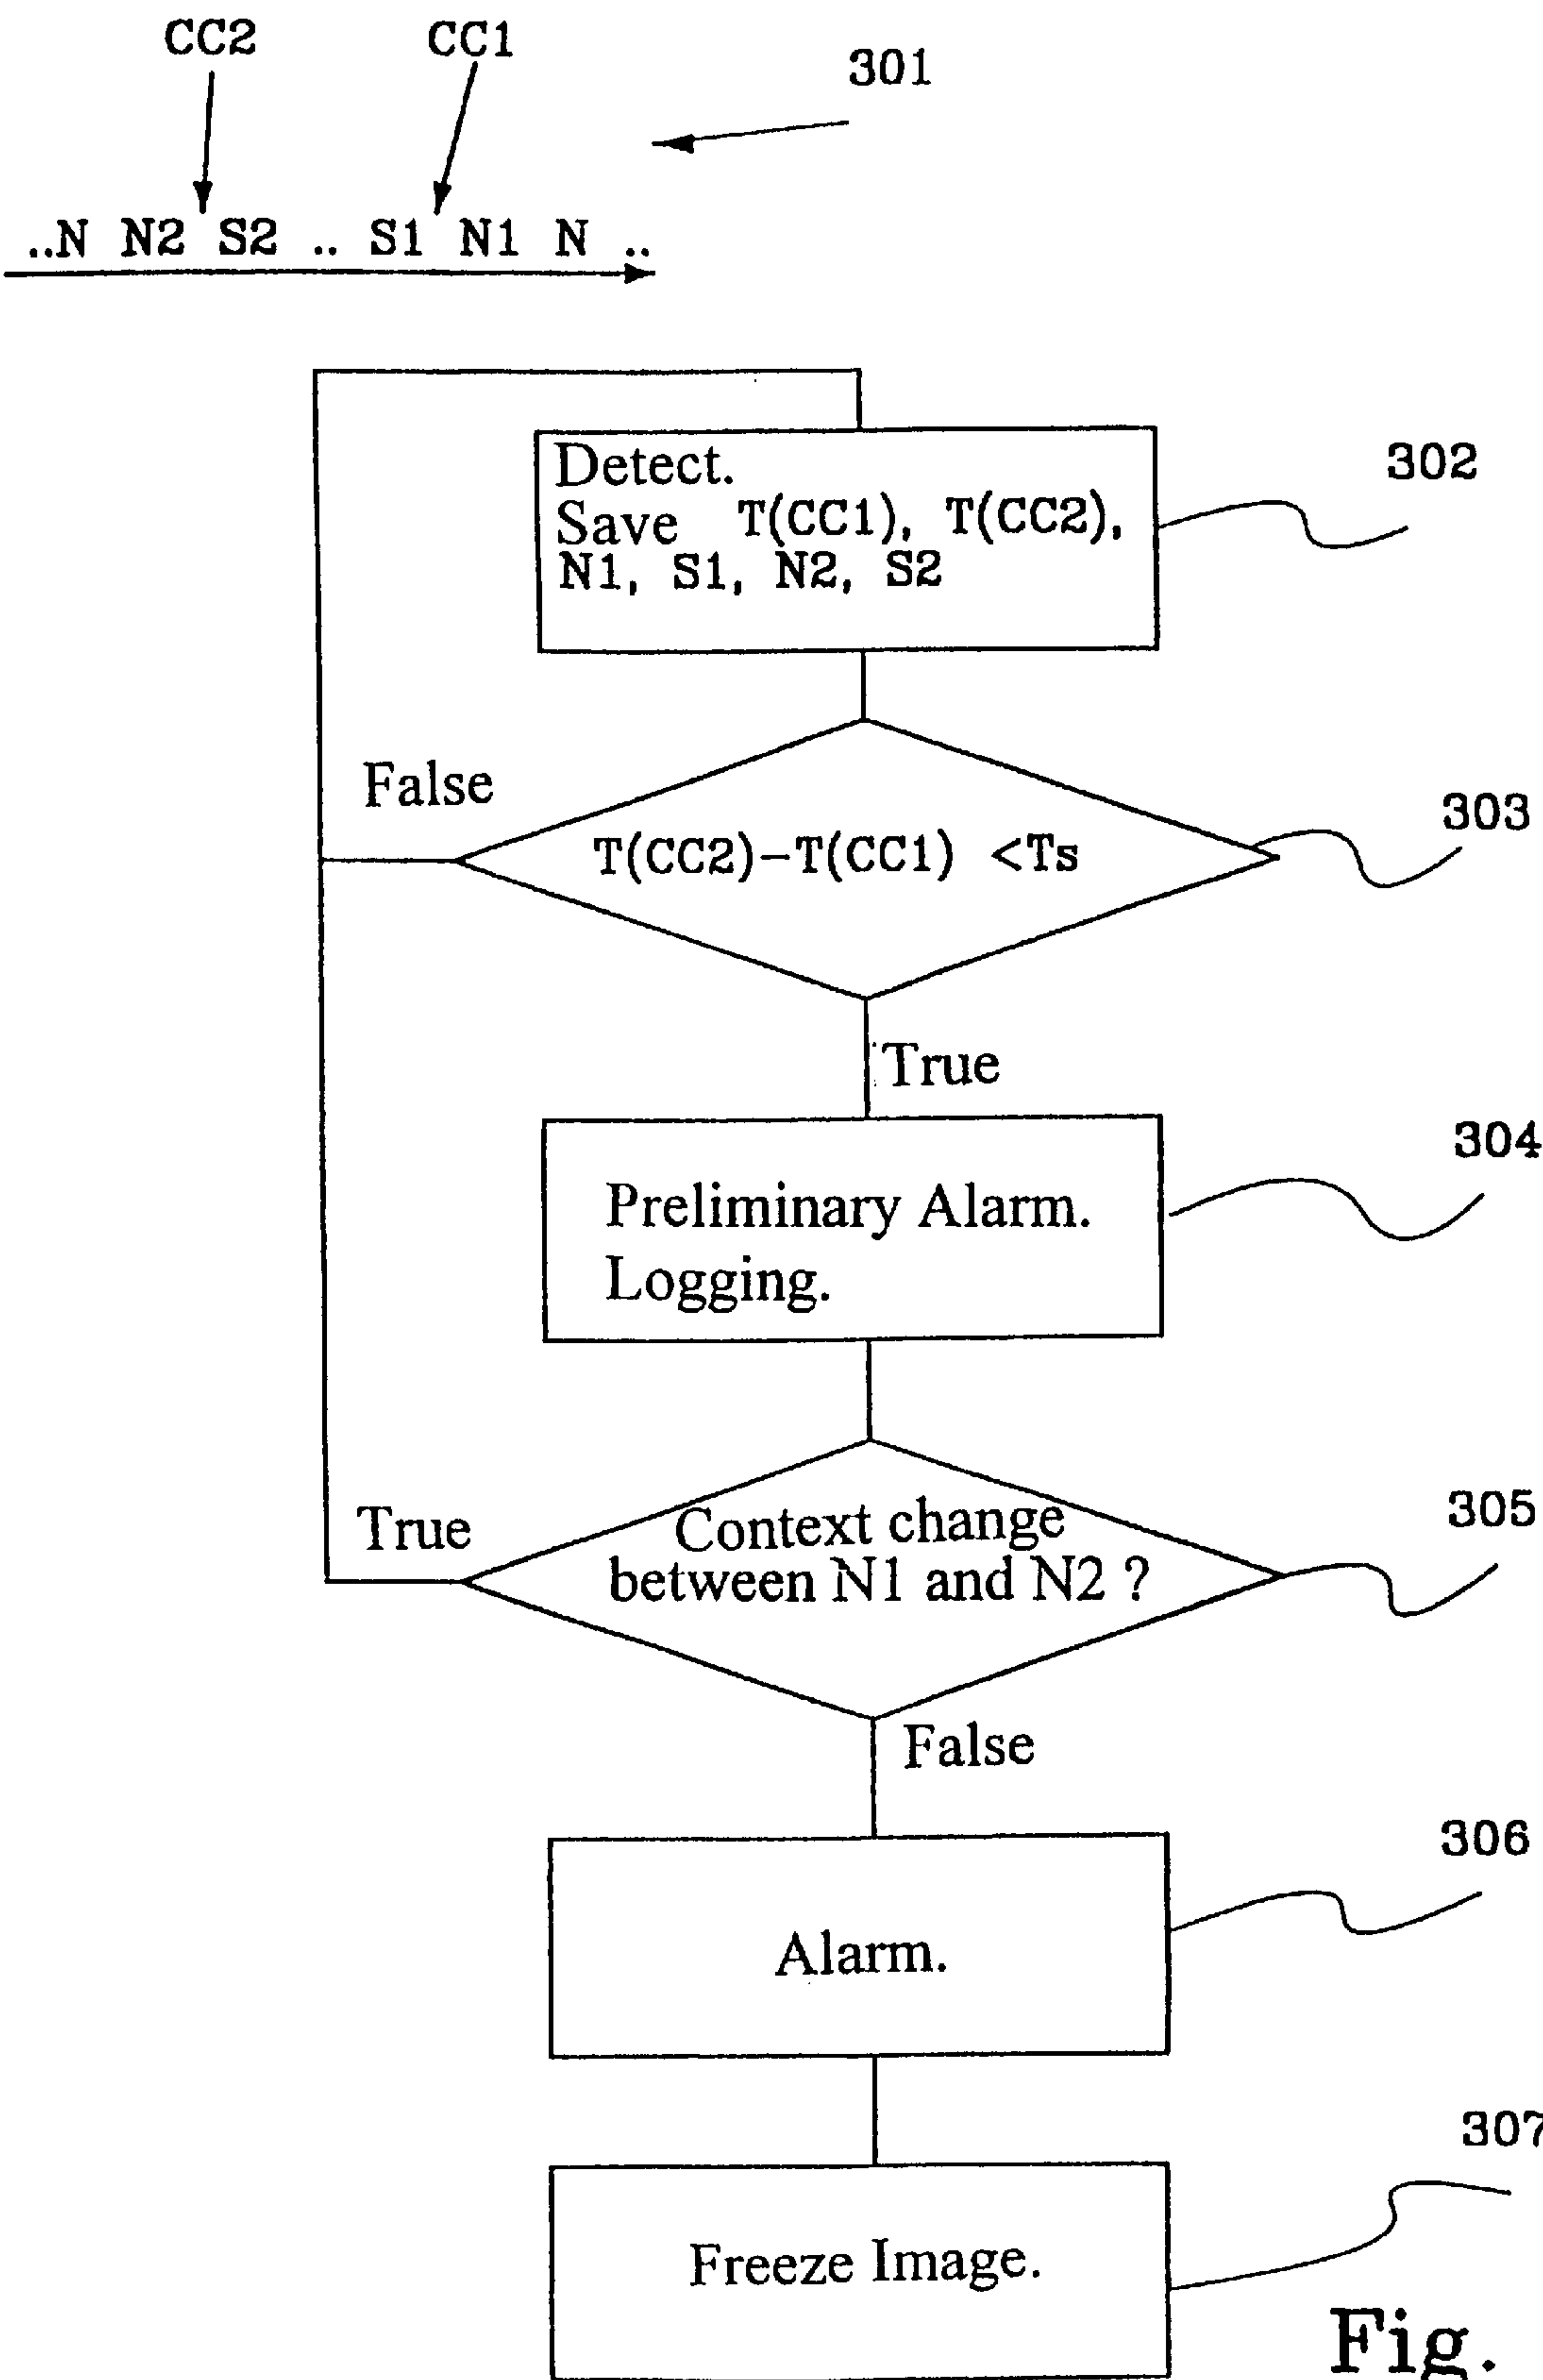 CC2 CC1
301
..N N2 S2 .. S1 N1 N ..
Detect.
302
Save T(CC1), T(CC2),
N1, S1, N2, S2
False
303
T(CC2)-T(CC1) <Ts
True
304
Preliminary Alarm.
Logging.
305
True
Context change
between N1 and N2 ?
False
306
Alarm.
307
Freeze Image.
Fig.